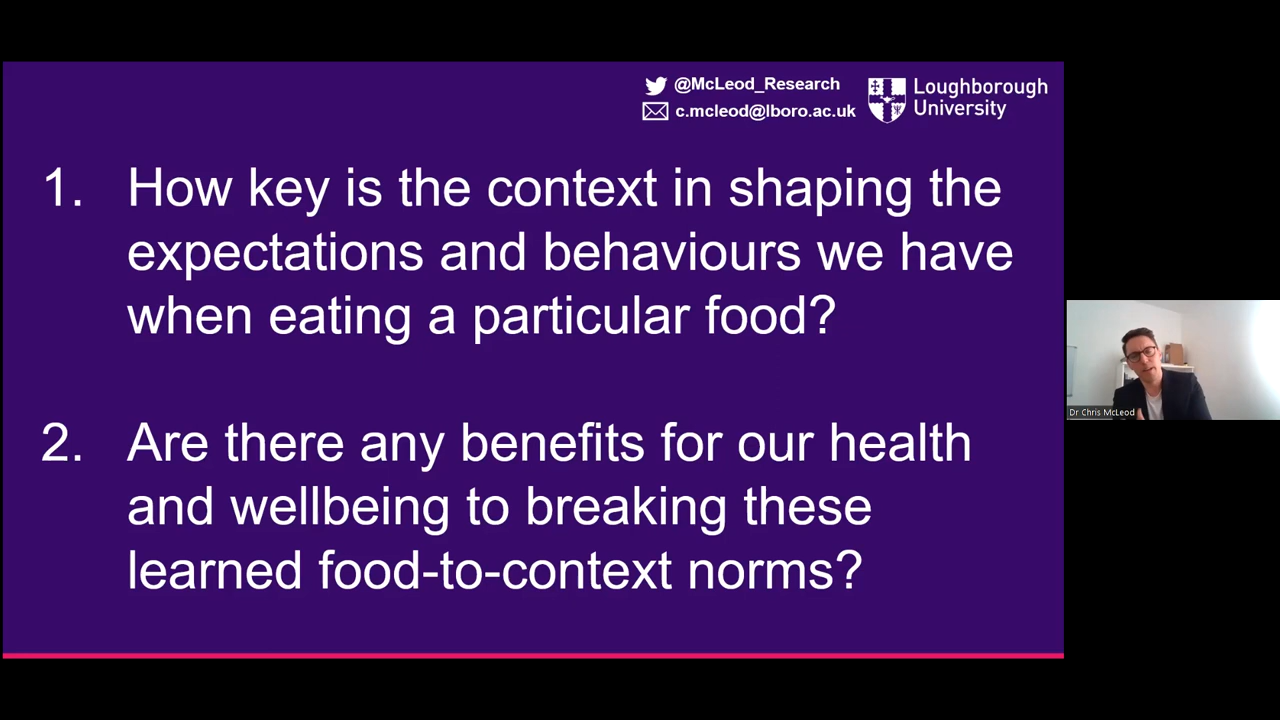 @McLeod_Research
c.mcleod@lboro.ac.uk
Loughborough
University
1. How key is the context in shaping the
expectations and behaviours we have
when eating a particular food?
2. Are there any benefits for our health
and wellbeing to breaking these
learned food-to-context norms?
Dr Chris McLeod